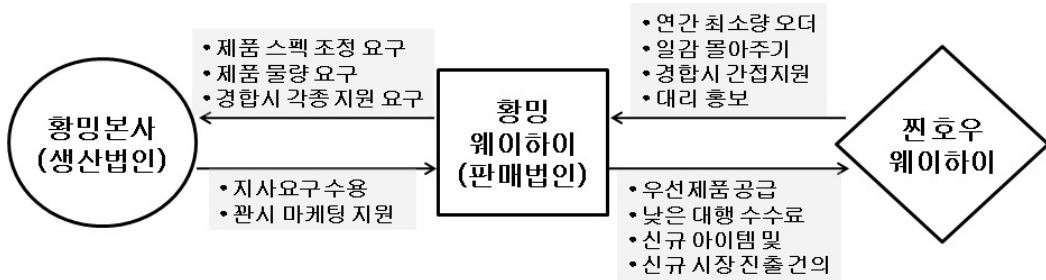 • 제품 스펙 조정 요구
• 제품 물량 요구
• 경합시 각종 지원 요구
• 연간 최소량 오더
• 일감 몰아주기
• 경합시 간접지원
• 대리 홍보
황밍본사
(생산법인)
황밍
웨이하이
(판매법인)
찐호우
웨이하이
• 지사요구 수용
• 꽌시 마케팅 지원
• 우선제품 공급
• 낮은 대행 수수료
• 신규 아이템 및
• 신규 시장 진출 건의